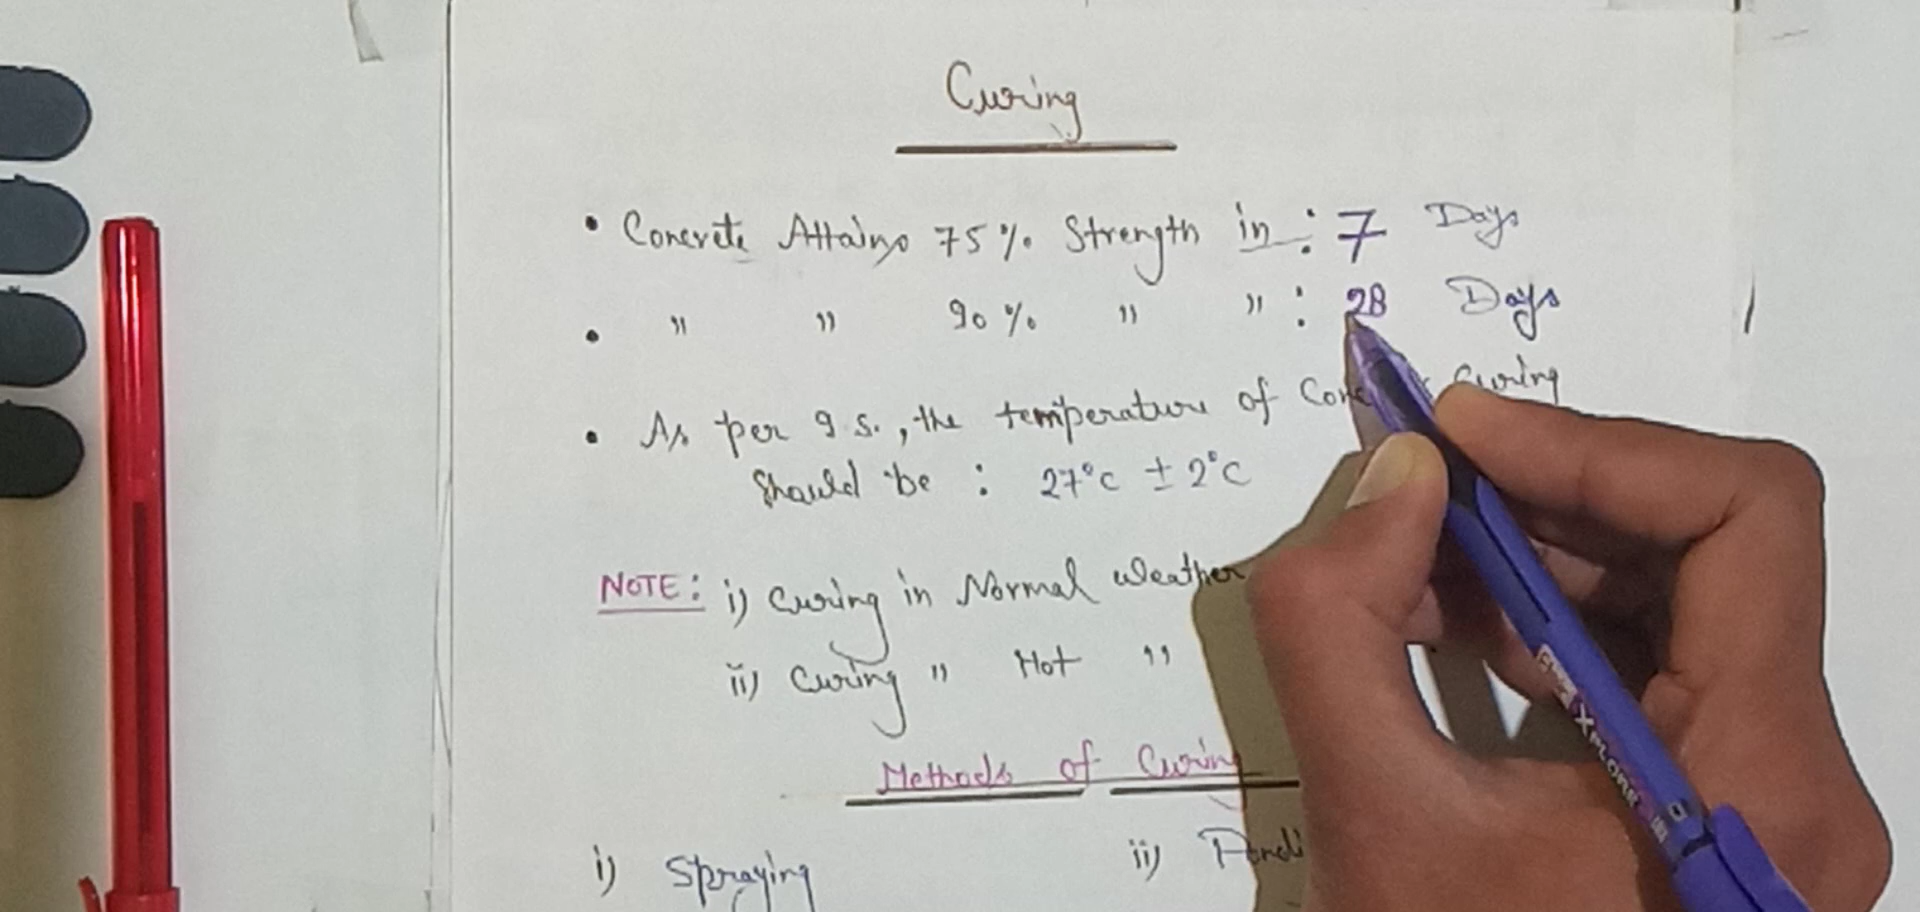 Curing
• Concrete Attains 75% Strength in : 7 Days
• " " 90% " " : 28 Days
• As per I.S., the temperature of Curing
Should be : 27°C ± 2°C
NOTE: i) Curing in Normal weather
ii) Curing " Hot "
Methods of Curing
i) Spraying ii)
XPLORE